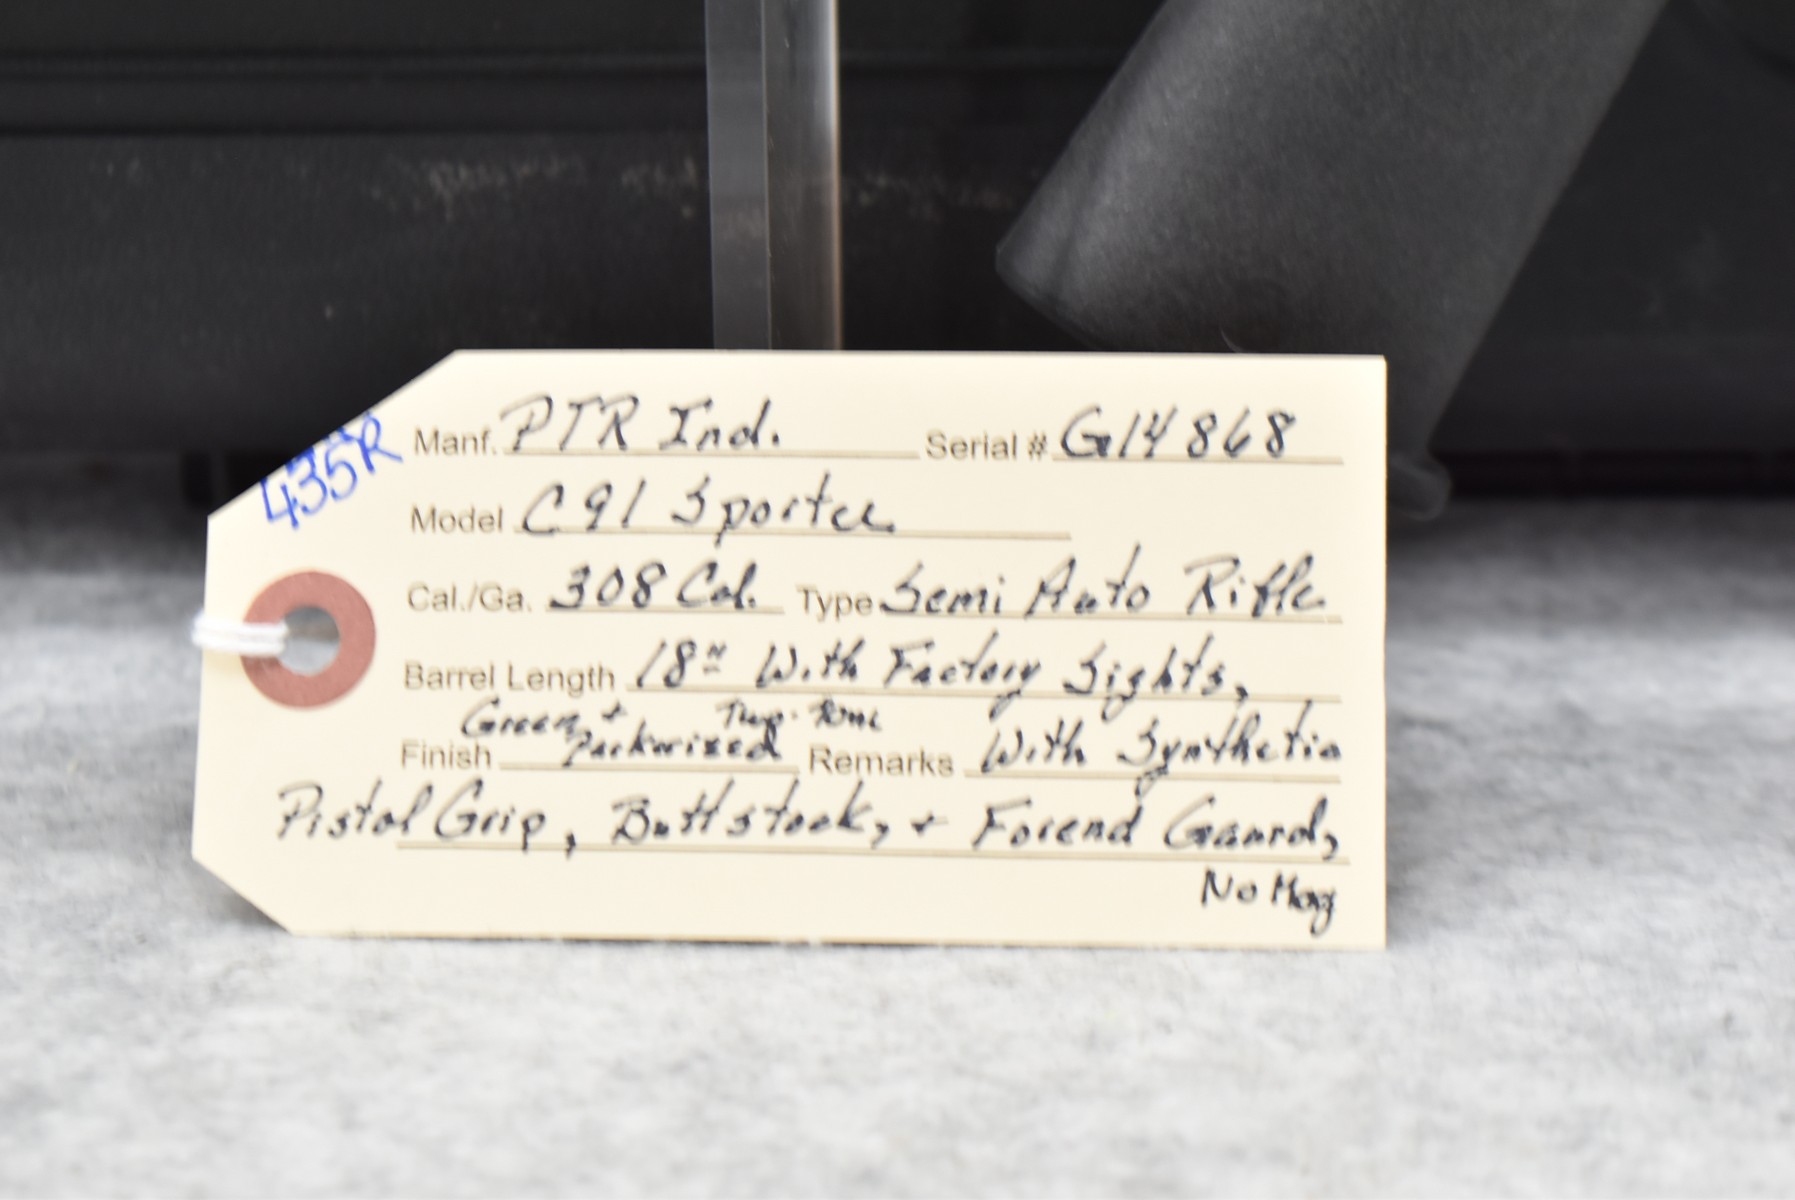 435R
Manf. PTR Ind. Serial # G14868
Model C91 Sporter
Cal./Ga. 308 Cal. Type Semi Auto Rifle
Barrel Length 18" With Factory Sights,
Green + Two-Tone
Finish Parkerized Remarks With Synthetic
Pistol Grip, Buttstock, + Forend Gaurd,
No Mag